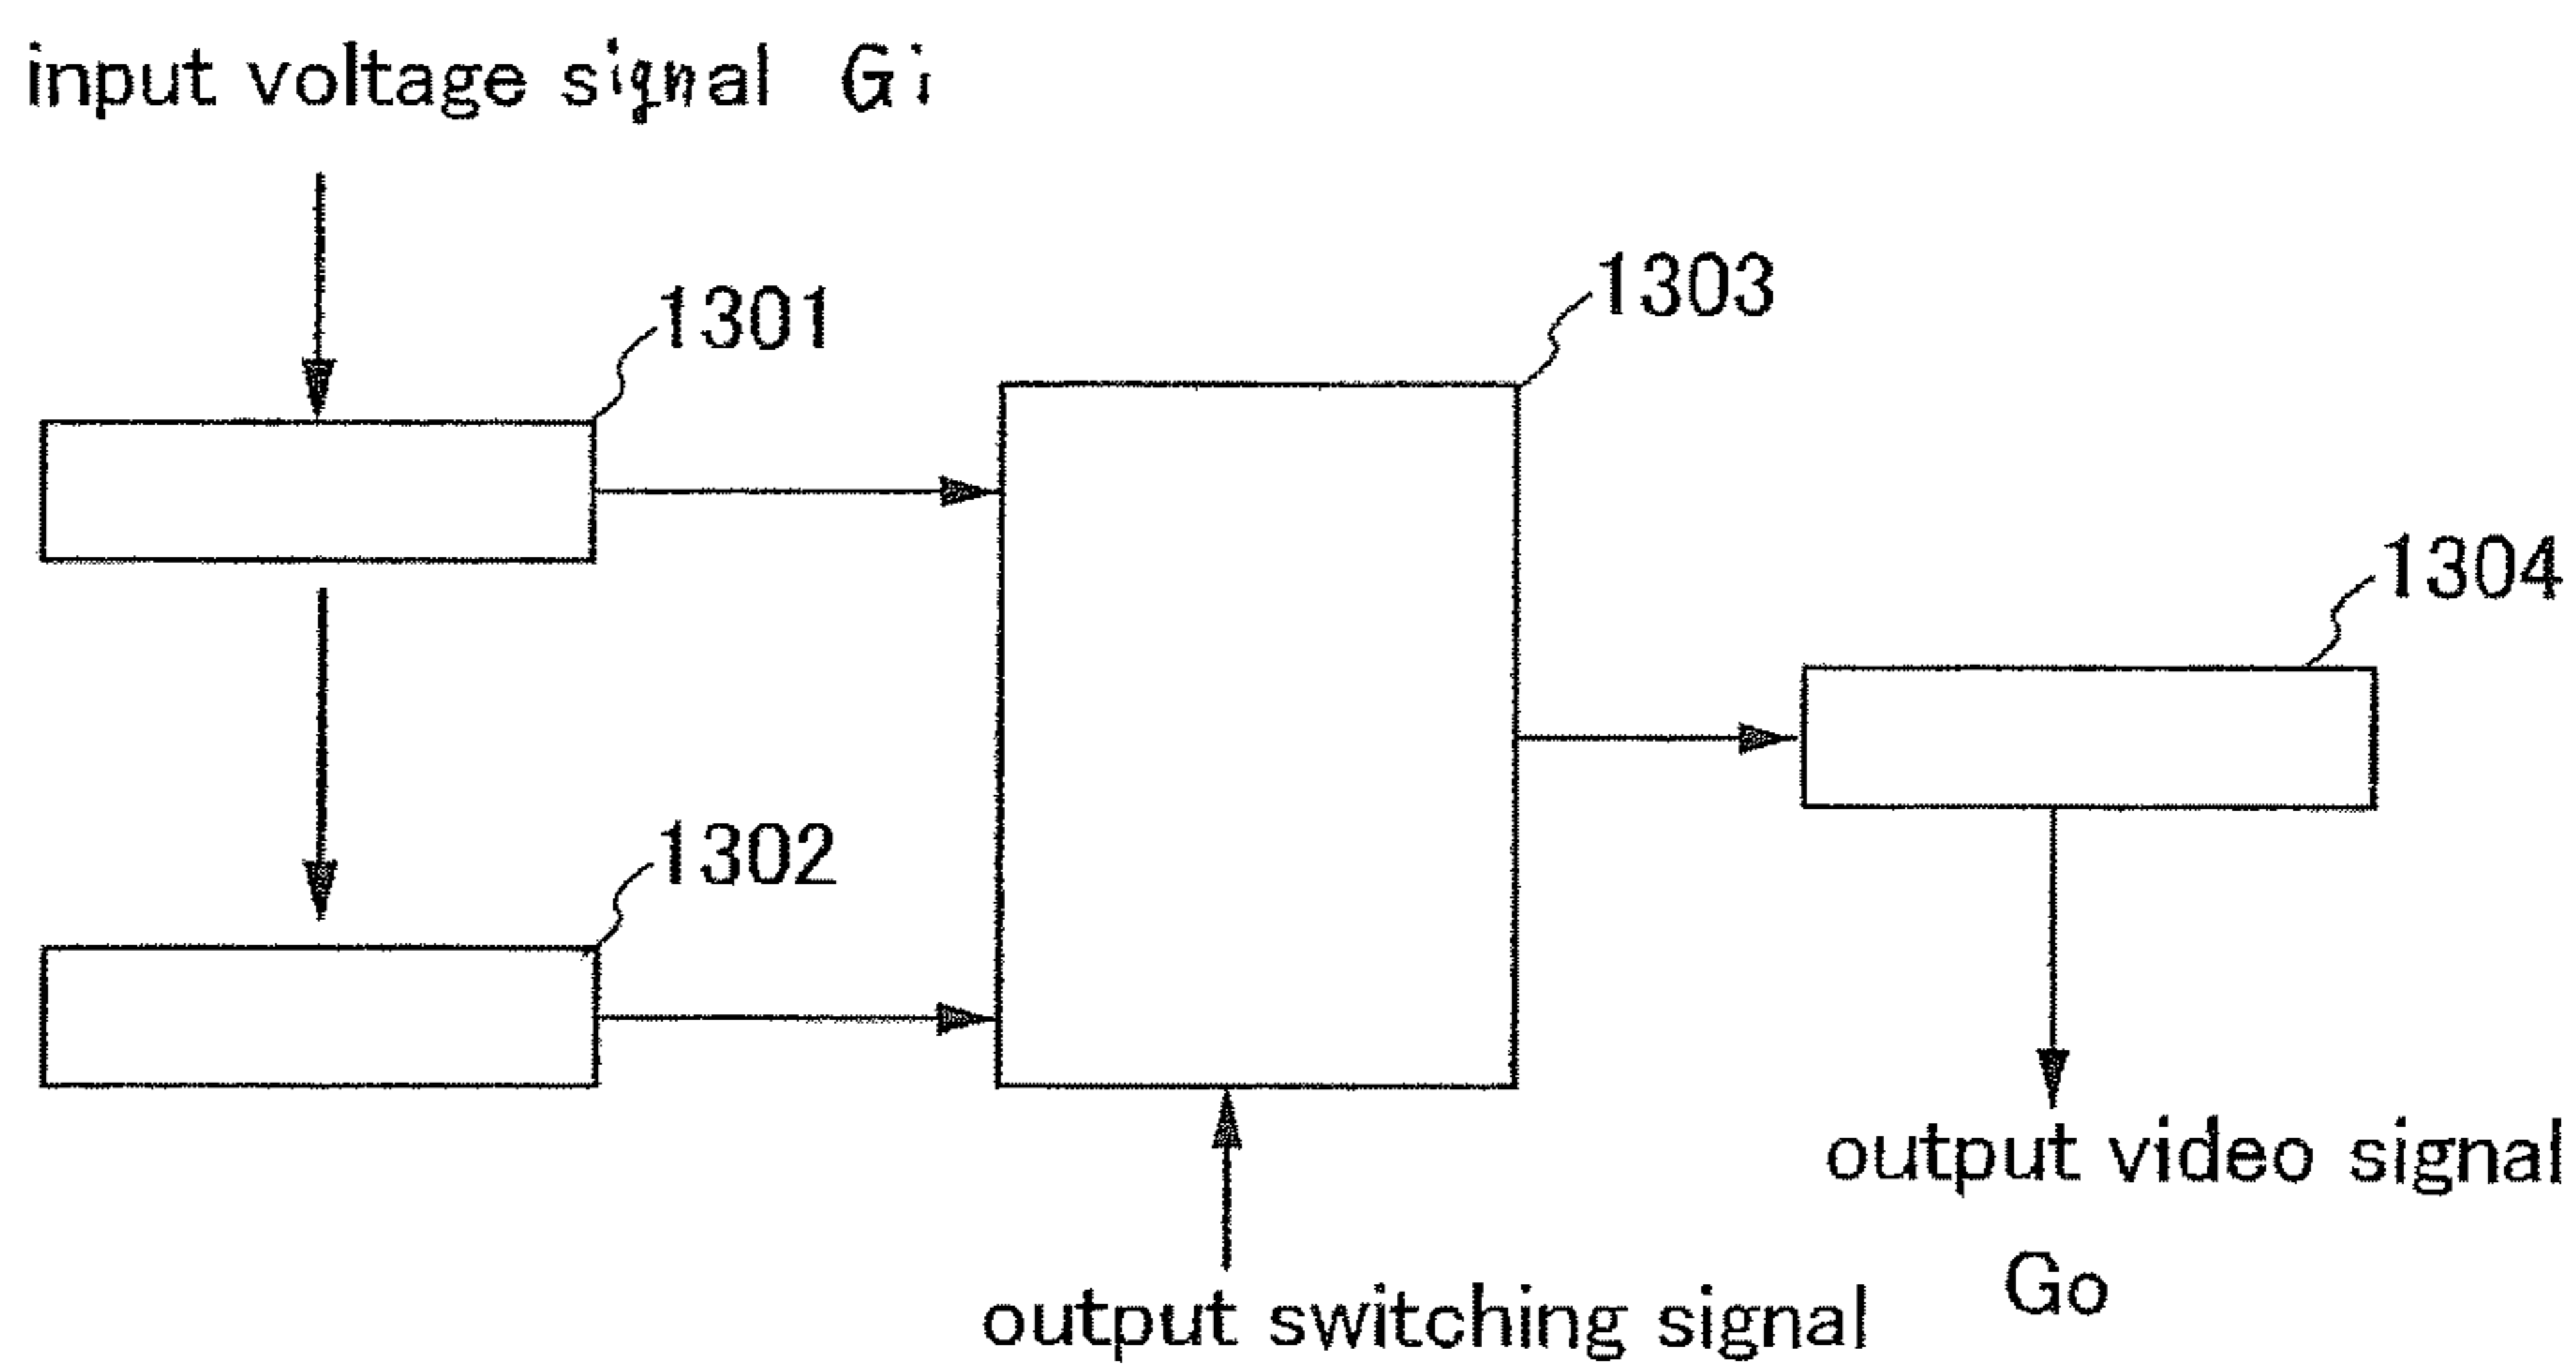 input voltage signal Gi
1301
1303
1304
1302
output video signal
Go
output switching signal